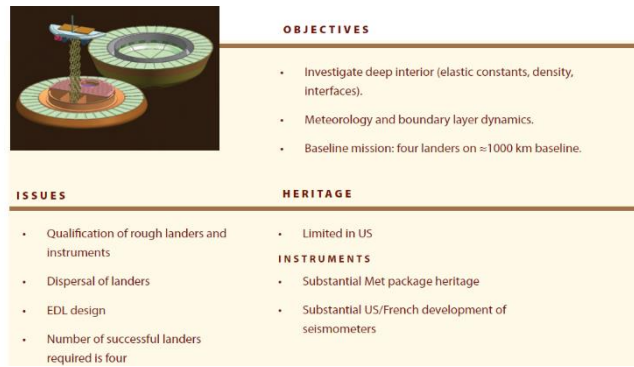 OBJECTIVES
• Investigate deep interior (elastic constants, density,
interfaces).
• Meteorology and boundary layer dynamics.
• Baseline mission: four landers on ≈1000 km baseline.
ISSUES
• Qualification of rough landers and
instruments
• Dispersal of landers
• EDL design
• Number of successful landers
required is four
HERITAGE
• Limited in US
INSTRUMENTS
• Substantial Met package heritage
• Substantial US/French development of
seismometers